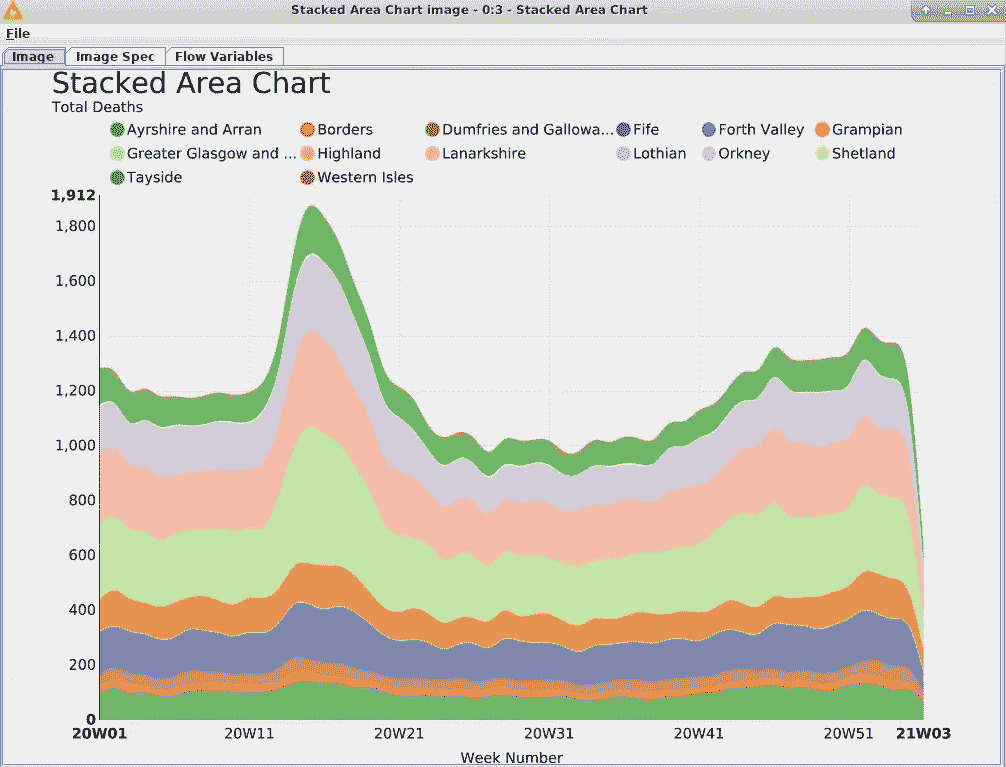 Stacked Area Chart image - 0:3 - Stacked Area Chart
File
Image Image Spec Flow Variables
Stacked Area Chart
Total Deaths
Ayrshire and Arran Borders Dumfries and Gallowa... Fife Forth Valley Grampian
Greater Glasgow and ... Highland Lanarkshire Lothian Orkney Shetland
Tayside Western Isles
1,912
1,800
1,600
1,400
1,200
1,000
800
600
400
200
0
20W01 20W11 20W21 20W31 20W41 20W51 21W03
Week Number